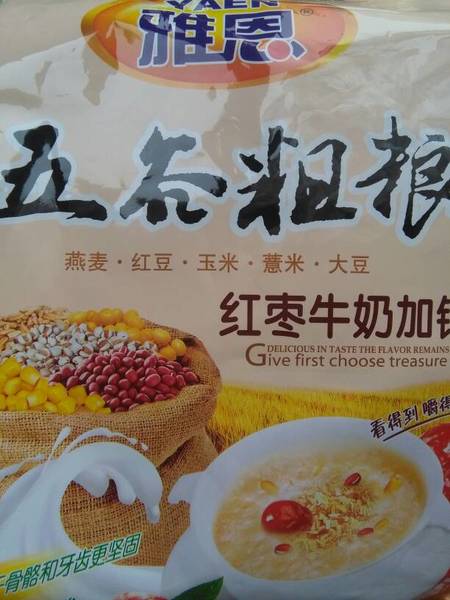 YAEN
雅恩®
五谷粗粮
燕麦·红豆·玉米·薏米·大豆
红枣牛奶加
DELICIOUS IN TASTE THE FLAVOR REMAINS
Give first choose treasure
看得到 嚼得
骨骼和牙齿更坚固